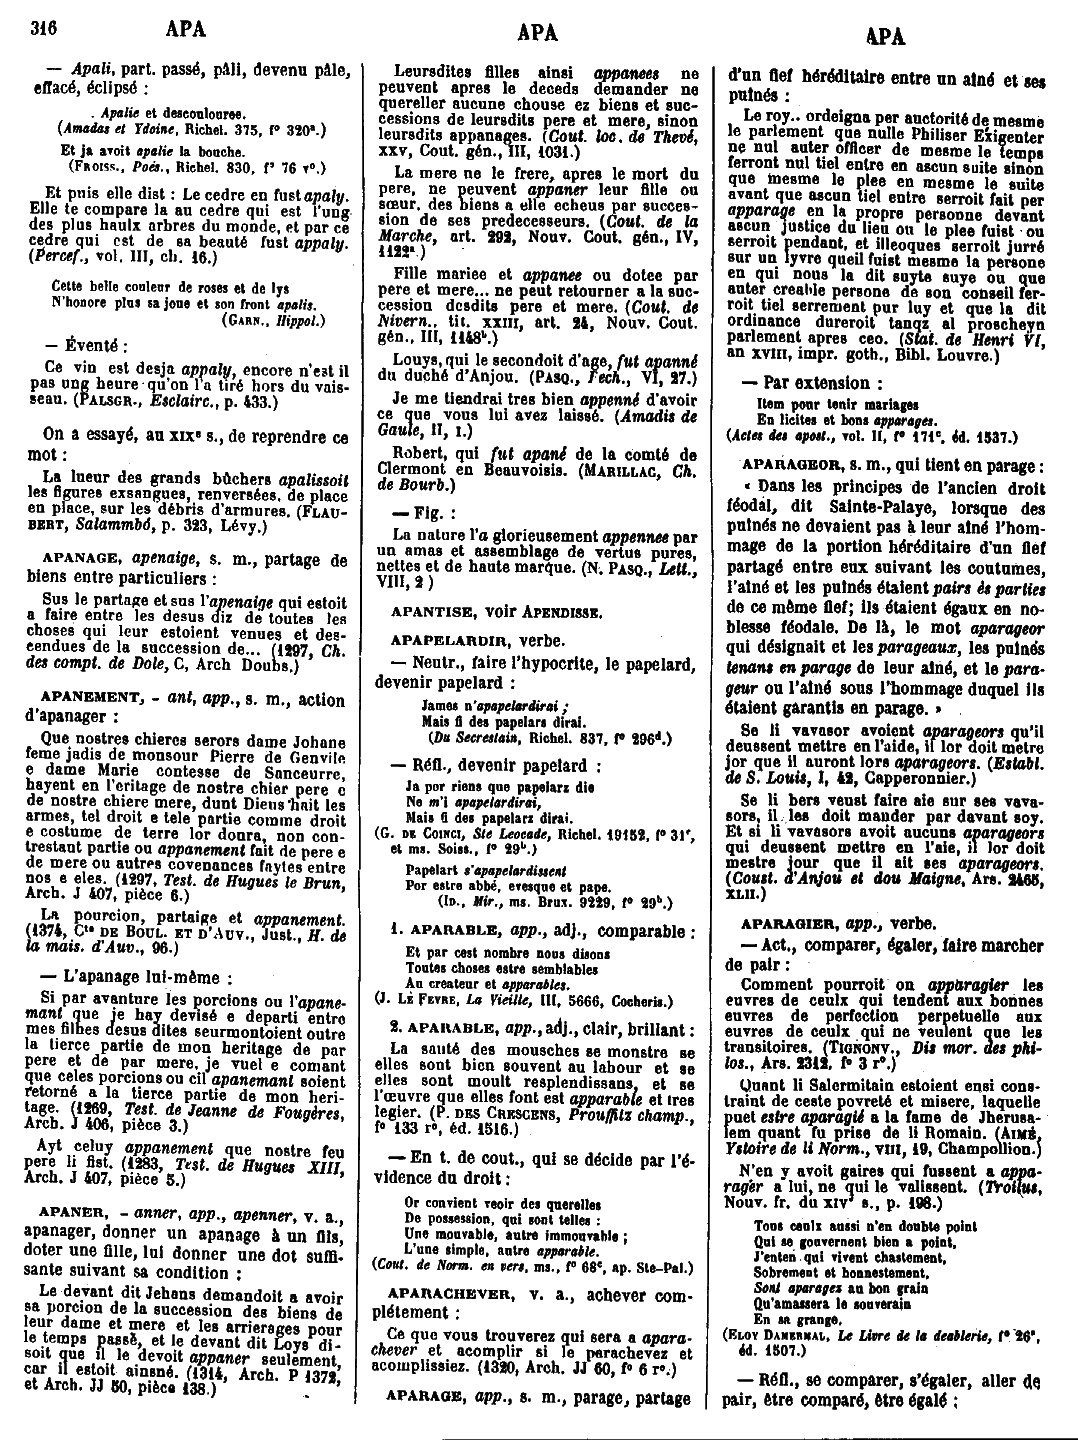 316 APA
— Apali, part. passé, pâli, devenu pâle,
effacé, éclipsé :
. Apalie et descoulouree.
(Amadas et Ydoine, Richel. 375, f° 320ª.)
Et ja avoit apalie la bouche.
(FROISS., Poés., Richel. 830, f° 76 v°.)
Et puis elle dist : Le cedre en fust apaly.
Elle te compare la au cedre qui est l'ung
des plus haulx arbres du monde, et par ce
cedre qui est de sa beauté fust appaly.
(Percef., vol. III, ch. 16.)
Cette belle couleur de roses et de lys
N'honore plus sa joue et son front apalis.
(GARN., Hippol.)
— Éventé :
Ce vin est desja appaly, encore n'est il
pas ung heure qu'on l'a tiré hors du vais-
seau. (PALSGR., Esclairc., p. 433.)
On a essayé, au XIXᵉ s., de reprendre ce
mot :
La lueur des grands bûchers apalissoit
les figures exsangues, renversées, de place
en place, sur les débris d'armures. (FLAU-
BERT, Salammbô, p. 323, Lévy.)
APANAGE, apenaige, s. m., partage de
biens entre particuliers :
Sus le partage et sus l'apenaige qui estoit
a faire entre les desus diz de toutes les
choses qui leur estoient venues et des-
cendues de la succession de... (1297, Ch.
des compt. de Dole, C, Arch Doubs.)
APANEMENT, - ant, app., s. m., action
d'apanager :
Que nostres chieres serors dame Johane
feme jadis de monsour Pierre de Genvile
e dame Marie contesse de Sanceurre,
hayent en l'eritage de nostre chier pere e
de nostre chiere mere, dunt Dieus hait les
armes, tel droit e tele partie comme droit
e costume de terre lor doura, non con-
trestant partie ou appanement fait de pere e
de mere ou autres covenances faytes entre
nos e eles. (1297, Test. de Hugues le Brun,
Arch. J 407, pièce 6.)
La pourcion, partaige et appanement.
(1374, Cᵗᵉ DE BOUL. ET D'AUV., Just., H. de
la mais. d'Auv., 96.)
— L'apanage lui-même :
Si par avanture les porcions ou l'apane-
mant que je hay devisé e departi entro
mes filhes desus dites seurmontoient outre
la tierce partie de mon heritage de par
pere et de par mere, je vuel e comant
que celes porcions ou cil apanemant soient
retorné a la tierce partie de mon heri-
tage. (1269, Test. de Jeanne de Fougères,
Arch. J 406, pièce 3.)
Ayt celuy appanement que nostre feu
pere li fist. (1283, Test. de Hugues XIII,
Arch. J 407, pièce 5.)
APANER, - anner, app., apenner, v. a.,
apanager, donner un apanage à un fils,
doter une fille, lui donner une dot suffi-
sante suivant sa condition :
Le devant dit Jehens demandoit a avoir
sa porcion de la succession des biens de
leur dame et mere et les arrierages pour
le temps passé, et le devant dit Loys di-
soit que il le devoit appaner seulement,
car il estoit ainsné. (1314, Arch. P 1372,
et Arch. JJ 50, pièce 138.)
APA
Leursdites filles ainsi appanees ne
peuvent apres le deceds demander ne
quereller aucune chouse ez biens et suc-
cessions de leursdits pere et mere, sinon
leursdits appanages. (Cout. loc. de Thevé,
XXV, Cout. gén., III, 1031.)
La mere ne le frere, apres le mort du
pere, ne peuvent appaner leur fille ou
sœur, des biens a elle echeus par succes-
sion de ses predecesseurs. (Cout. de la
Marche, art. 292, Nouv. Cout. gén., IV,
1122ª.)
Fille mariee et appanee ou dotee par
pere et mere... ne peut retourner a la suc-
cession desdits pere et mere. (Cout. de
Nivern., tit. XXIII, art. 24, Nouv. Cout.
gén., III, 1148ᵇ.)
Louys, qui le secondoit d'age, fut apanné
du duché d'Anjou. (PASQ., Rech., VI, 27.)
Je me tiendrai tres bien appenné d'avoir
ce que vous lui avez laissé. (Amadis de
Gaule, II, I.)
Robert, qui fut apané de la comté de
Clermont en Beauvoisis. (MARILLAC, Ch.
de Bourb.)
— Fig. :
La nature l'a glorieusement appennee par
un amas et assemblage de vertus pures,
nettes et de haute marque. (N. PASQ., Lett.,
VIII, 2 )
APANTISE, voir APENDISSE.
APAPELARDIR, verbe.
— Neutr., faire l'hypocrite, le papelard,
devenir papelard :
James n'apapelardirai ;
Mais fi des papelars dirai.
(Du Secrestain, Richel. 837, f° 296ᵈ.)
— Réfl., devenir papelard :
Ja por riens que papelarz die
Ne m'i apapelardirai,
Mais fi des papelars dirai.
(G. DE COINCI, Ste Leocade, Richel. 19152, f° 31ᶜ,
et ms. Soiss., f° 29ᵇ.)
Papelart s'apapelardissent
Por estre abbé, evesque et pape.
(ID., Mir., ms. Brux. 9229, f° 29ᵇ.)
1. APARABLE, app., adj., comparable :
Et par cest nombre nous disons
Toutes choses estre semblables
Au createur et apparables.
(J. LE FEVRE, La Vieille, III, 5666, Cocheris.)
2. APARABLE, app., adj., clair, brillant :
La santé des mousches se monstre se
elles sont bien souvent au labour et se
elles sont moult resplendissans, et se
l'œuvre que elles font est apparable et tres
legier. (P. DES CRESCENS, Prouffitz champ.,
f° 133 r°, éd. 1516.)
— En t. de cout., qui se décide par l'é-
vidence du droit :
Or convient veoir des querelles
De possession, qui sont telles :
Une mouvable, autre immouvable ;
L'une simple, autre apparable.
(Cout. de Norm. en vers, ms., f° 68ᶜ, ap. Ste-Pal.)
APARACHEVER, v. a., achever com-
plétement :
Ce que vous trouverez qui sera a apara-
chever et acomplir si le parachevez et
acomplissiez. (1320, Arch. JJ 60, f° 6 r°.)
APARAGE, app., s. m., parage, partage
APA
d'un fief héréditaire entre un aîné et ses
puînés :
Le roy.. ordeigna per auctorité de mesme
le parlement que nulle Philiser Exigenter
ne nul auter officer de mesme le temps
ferront nul tiel entre en ascun suite sinon
que mesme le plee en mesme le suite
avant que ascun tiel entre serroit fait per
apparage en la propre personne devant
ascun justice du lieu ou le plee fuist ou
serroit pendant, et illeoques serroit jurré
sur un lyvre queil fuist mesme la persone
en qui nous la dit suyte suye ou que
auter creable persone de son conseil fer-
roit tiel serrement pur luy et que la dit
ordinance dureroit tanqz al proscheyn
parlement apres ceo. (Stat. de Henri VI,
an XVIII, impr. goth., Bibl. Louvre.)
— Par extension :
Item pour tenir mariages
En licites et bons apparages.
(Actes des apost., vol. II, f° 171ᶜ, éd. 1537.)
APARAGEOR, s. m., qui tient en parage :
« Dans les principes de l'ancien droit
féodal, dit Sainte-Palaye, lorsque des
puînés ne devaient pas à leur aîné l'hom-
mage de la portion héréditaire d'un fief
partagé entre eux suivant les coutumes,
l'aîné et les puînés étaient pairs ès parties
de ce même fief; ils étaient égaux en no-
blesse féodale. De là, le mot aparageor
qui désignait et les parageaux, les puînés
tenans en parage de leur aîné, et le para-
geur ou l'aîné sous l'hommage duquel ils
étaient garantis en parage. »
Se li vavasor avoient aparageors qu'il
deussent mettre en l'aide, il lor doit metre
jor que il auront lors aparageors. (Establ.
de S. Louis, I, 42, Capperonnier.)
Se li bers veust faire aie sur ses vava-
sors, il les doit mander par davant soy.
Et si li vavasors avoit aucuns aparageors
qui deussent mettre en l'aie, il lor doit
mestre jour que il ait ses aparageors.
(Coust. d'Anjou et dou Maigne, Ars. 2465,
XLII.)
APARAGIER, app., verbe.
— Act., comparer, égaler, faire marcher
de pair :
Comment pourroit on apparagier les
euvres de ceulx qui tendent aux bonnes
euvres de perfection perpetuelle aux
euvres de ceulx qui ne veulent que les
transitoires. (TIGNONV., Dis mor. des phi-
los., Ars. 2312, f° 3 r°.)
Quant li Salermitain estoient ensi cons-
traint de ceste povreté et misere, laquelle
puet estre aparagié a la fame de Jherusa-
lem quant fu prise de li Romain. (AIMÉ,
Ystoire de li Norm., VIII, 19, Champollion.)
N'en y avoit gaires qui fussent a appa-
rager a lui, ne qui le valissent. (Troilus,
Nouv. fr. du XIVᵉ s., p. 198.)
Tous ceulx aussi n'en double point
Qui se gouvernent bien a point,
J'enten qui vivent chastement,
Sobrement et honnestement,
Sont aparages au bon grain
Qu'amassera le souverain
En sa grange.
(ELOY DAMERNAL, Le Livre de la deablerie, f° 26ᵃ,
éd. 1507.)
— Réfl., se comparer, s'égaler, aller de
pair, être comparé, être égalé :